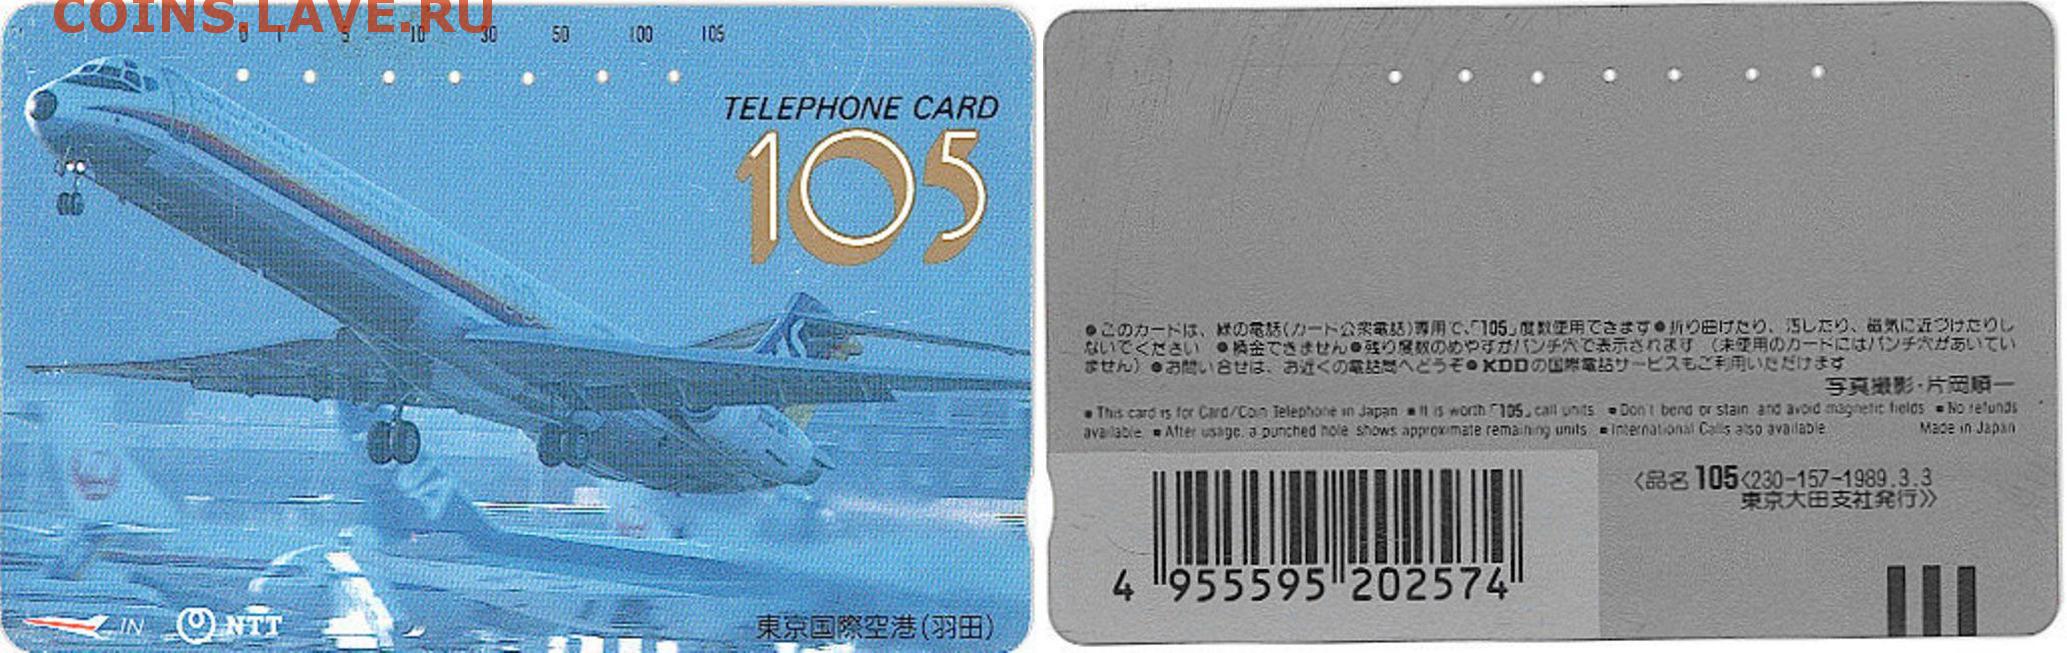 COINS.LAVE.RU
0 1 5 10 30 50 100 105
TELEPHONE CARD
105
IN NTT
東京国際空港(羽田)
●このカードは、緑の電話(カード公衆電話)専用で、「105」度数使用できます●折り曲げたり、汚したり、磁気に近づけたりし
ないでください ●換金できません●残り度数のめやすがパンチ穴で表示されます (未使用のカードにはパンチ穴があいてい
ません) ●お問い合せは、お近くの電話局へどうぞ●KDDの国際電話サービスもご利用いただけます
写真撮影・片岡順一
■This card is for Card/Coin Telephone in Japan ■It is worth「105」call units ■Don't bend or stain, and avoid magnetic fields ■No refunds
available. ■After usage, a punched hole shows approximate remaining units. ■International Calls also available. Made in Japan
〈品名105〈230-157-1989.3.3
東京大田支社発行》
4 955595 202574